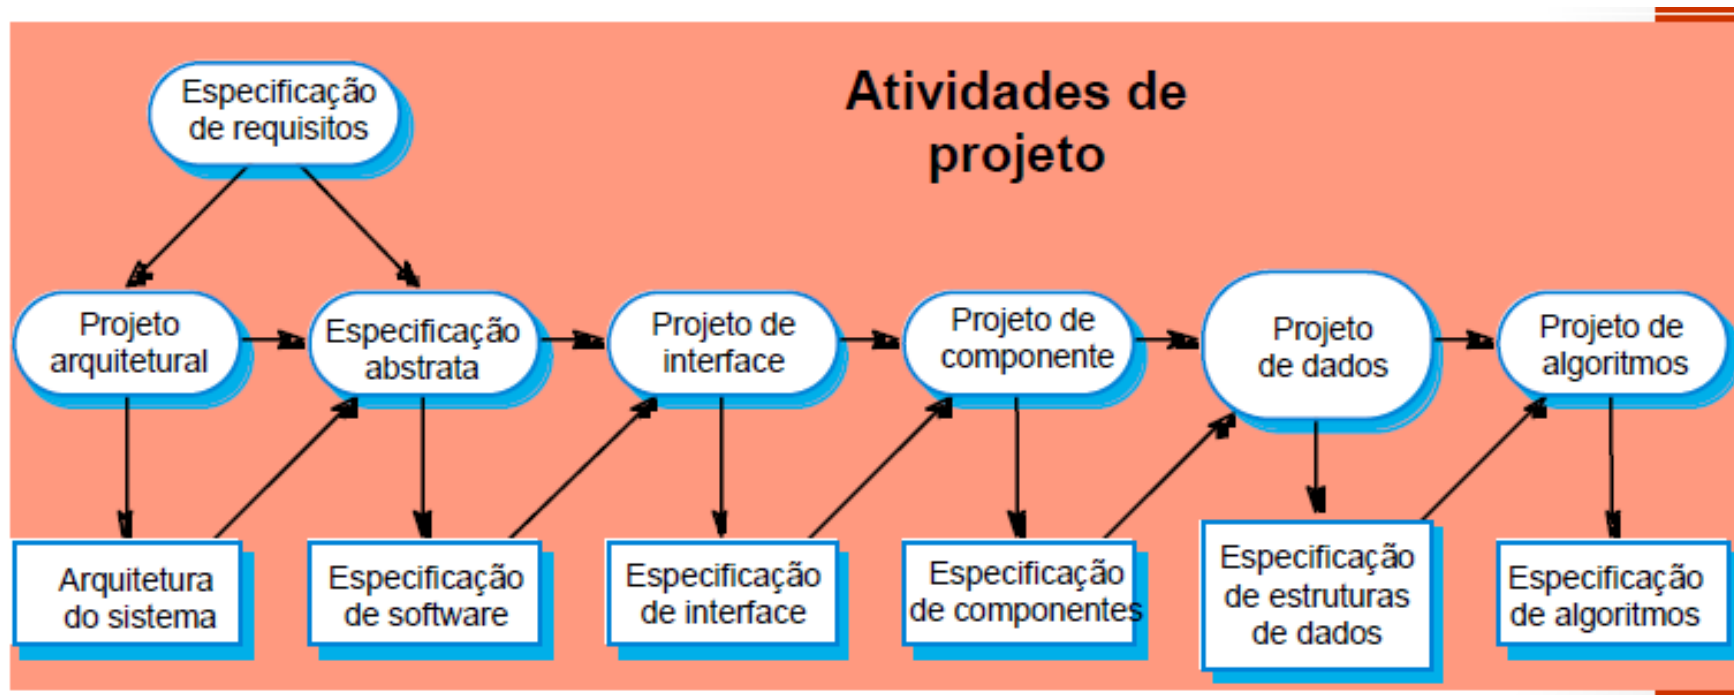 Atividades de
projeto
Especificação
de requisitos
Projeto
arquitetural
Especificação
abstrata
Projeto de
interface
Projeto de
componente
Projeto
de dados
Projeto de
algoritmos
Arquitetura
do sistema
Especificação
de software
Especificação
de interface
Especificação
de componentes
Especificação
de estruturas
de dados
Especificação
de algoritmos